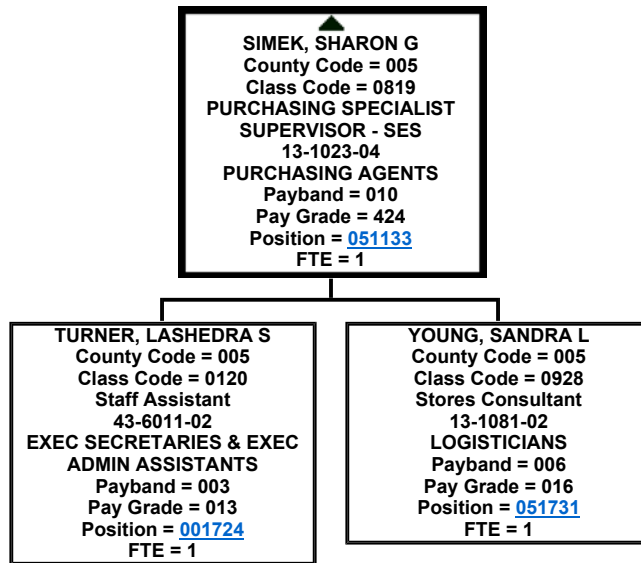 SIMEK, SHARON G
County Code = 005
Class Code = 0819
PURCHASING SPECIALIST
SUPERVISOR - SES
13-1023-04
PURCHASING AGENTS
Payband = 010
Pay Grade = 424
Position = 051133
FTE = 1
TURNER, LASHEDRA S
County Code = 005
Class Code = 0120
Staff Assistant
43-6011-02
EXEC SECRETARIES & EXEC
ADMIN ASSISTANTS
Payband = 003
Pay Grade = 013
Position = 001724
FTE = 1
YOUNG, SANDRA L
County Code = 005
Class Code = 0928
Stores Consultant
13-1081-02
LOGISTICIANS
Payband = 006
Pay Grade = 016
Position = 051731
FTE = 1